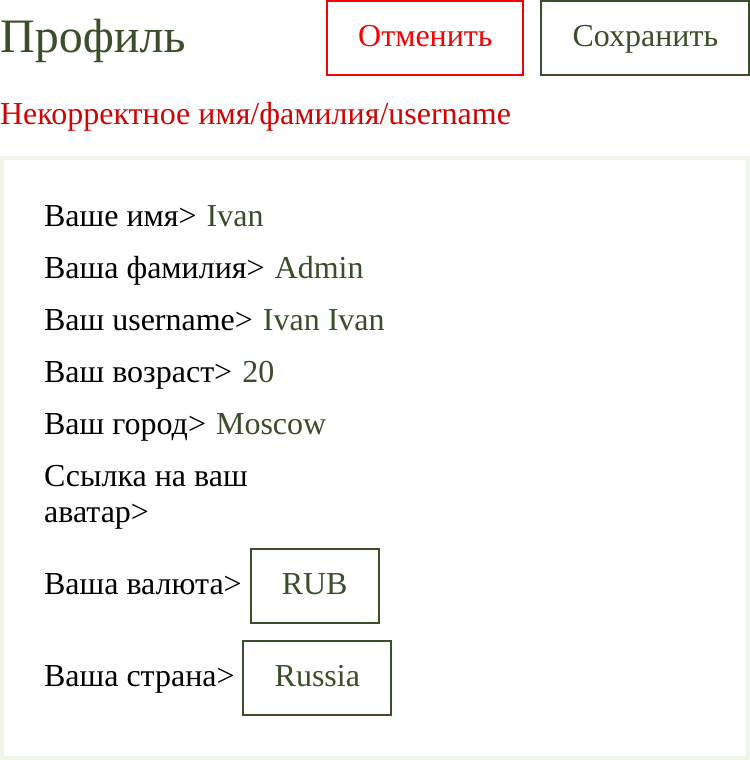 Профиль
Отменить
Сохранить
Некорректное имя/фамилия/username
Ваше имя> Ivan
Ваша фамилия> Admin
Ваш username> Ivan Ivan
Ваш возраст> 20
Ваш город> Moscow
Ссылка на ваш
аватар>
Ваша валюта> RUB
Ваша страна> Russia